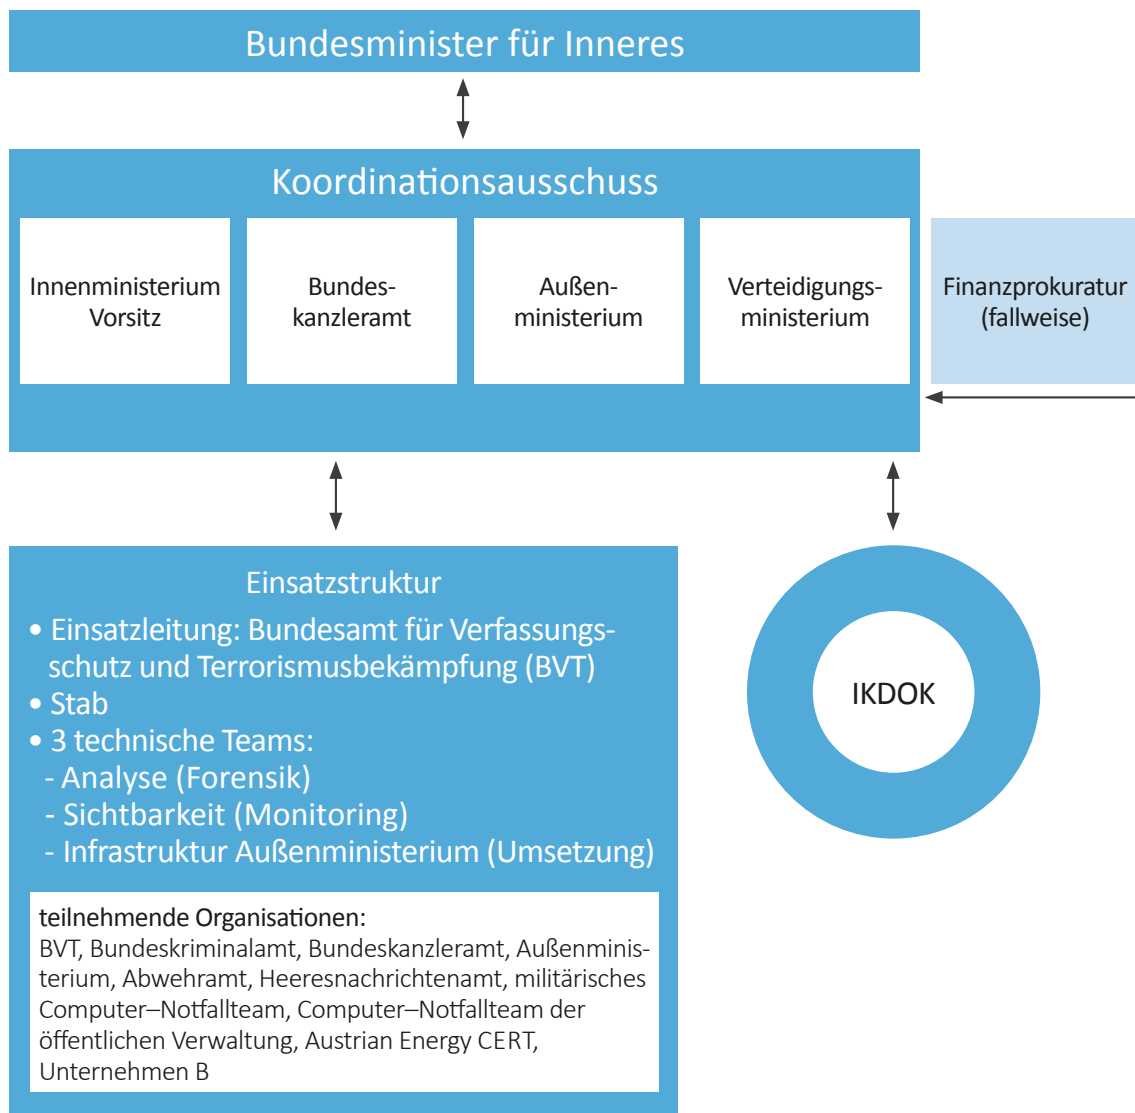 Bundesminister für Inneres
Koordinationsausschuss
Innenministerium
Vorsitz
Bundes-
kanzleramt
Außen-
ministerium
Verteidigungs-
ministerium
Finanzprokuratur
(fallweise)
Einsatzstruktur
• Einsatzleitung: Bundesamt für Verfassungs-
schutz und Terrorismusbekämpfung (BVT)
• Stab
• 3 technische Teams:
- Analyse (Forensik)
- Sichtbarkeit (Monitoring)
- Infrastruktur Außenministerium (Umsetzung)
teilnehmende Organisationen:
BVT, Bundeskriminalamt, Bundeskanzleramt, Außenminis-
terium, Abwehramt, Heeresnachrichtenamt, militärisches
Computer–Notfallteam, Computer–Notfallteam der
öffentlichen Verwaltung, Austrian Energy CERT,
Unternehmen B
IKDOK